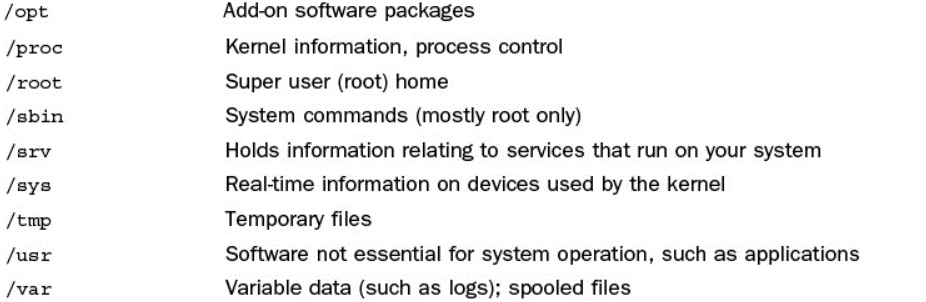 /opt Add-on software packages
/proc Kernel information, process control
/root Super user (root) home
/sbin System commands (mostly root only)
/srv Holds information relating to services that run on your system
/sys Real-time information on devices used by the kernel
/tmp Temporary files
/usr Software not essential for system operation, such as applications
/var Variable data (such as logs); spooled files